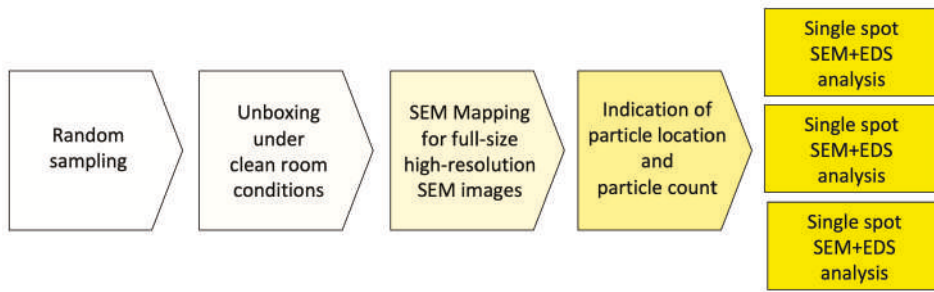 Random
sampling
Unboxing
under
clean room
conditions
SEM Mapping
for full-size
high-resolution
SEM images
Indication of
particle location
and
particle count
Single spot
SEM+EDS
analysis
Single spot
SEM+EDS
analysis
Single spot
SEM+EDS
analysis